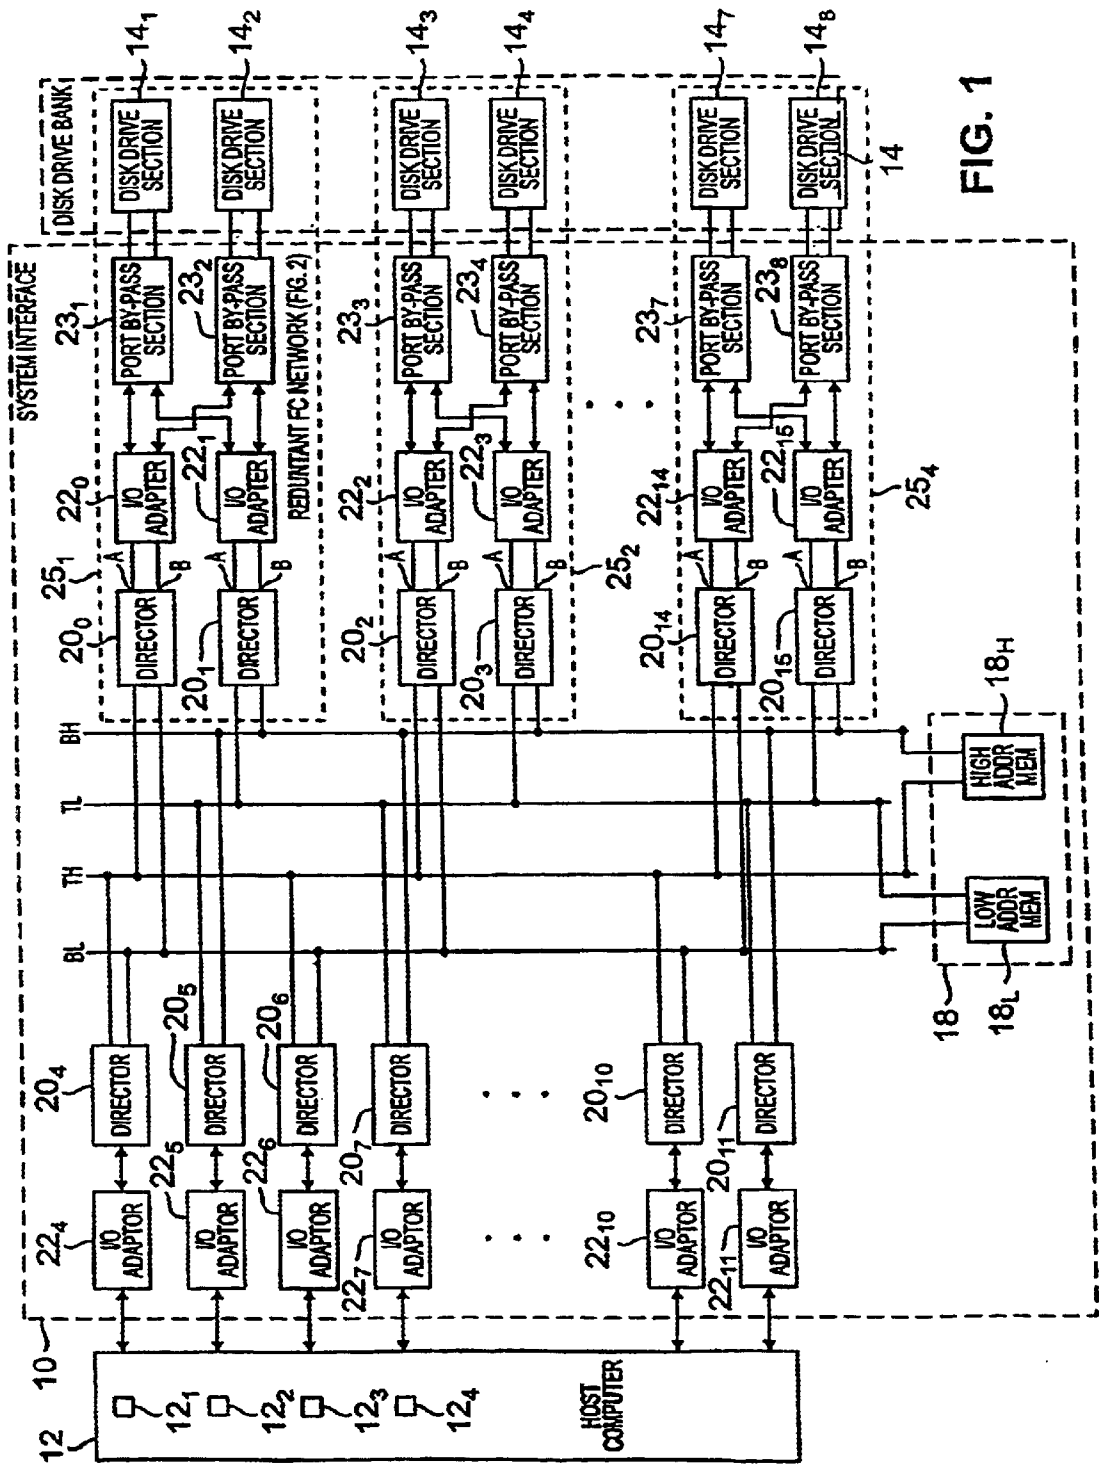 FIG. 1
SYSTEM INTERFACE
DISK DRIVE BANK
10
12
HOST COMPUTER
12₁
12₂
12₃
12₄
22₄
I/O ADAPTOR
20₄
DIRECTOR
22₅
I/O ADAPTOR
20₅
DIRECTOR
22₆
I/O ADAPTOR
20₆
DIRECTOR
22₇
I/O ADAPTOR
20₇
DIRECTOR
22₁₀
I/O ADAPTOR
20₁₀
DIRECTOR
22₁₁
I/O ADAPTOR
20₁₁
DIRECTOR
BL
TH
TL
BH
18
18L
LOW ADDR MEM
18H
HIGH ADDR MEM
25₁
20₀
DIRECTOR
A
B
22₀
I/O ADAPTER
23₁
PORT BY-PASS SECTION
DISK DRIVE SECTION
14₁
20₁
DIRECTOR
A
B
22₁
I/O ADAPTER
23₂
PORT BY-PASS SECTION
DISK DRIVE SECTION
14₂
REDUNTANT FC NETWORK (FIG. 2)
20₂
DIRECTOR
A
B
22₂
I/O ADAPTER
23₃
PORT BY-PASS SECTION
DISK DRIVE SECTION
14₃
20₃
DIRECTOR
A
B
22₃
I/O ADAPTER
23₄
PORT BY-PASS SECTION
DISK DRIVE SECTION
14₄
25₂
20₁₄
DIRECTOR
A
B
22₁₄
I/O ADAPTER
23₇
PORT BY-PASS SECTION
DISK DRIVE SECTION
14₇
20₁₅
DIRECTOR
A
B
22₁₅
I/O ADAPTER
23₈
PORT BY-PASS SECTION
DISK DRIVE SECTION
14₈
25₄
14